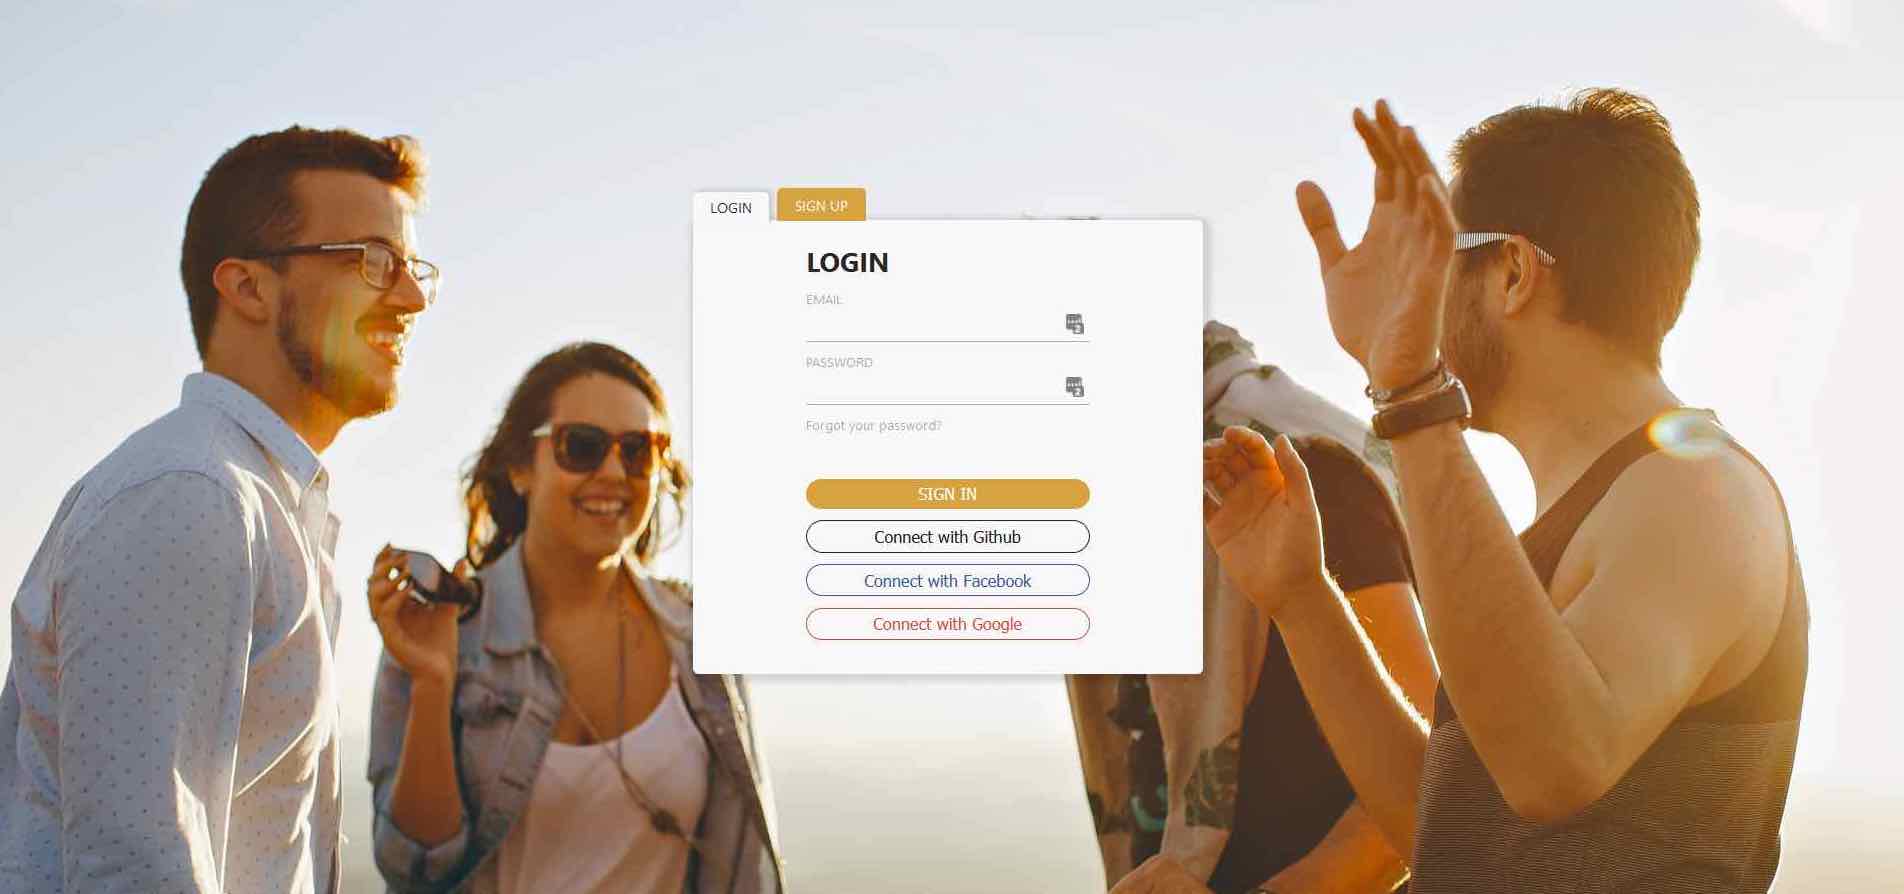 LOGIN
SIGN UP
LOGIN
EMAIL
PASSWORD
Forgot your password?
SIGN IN
Connect with Github
Connect with Facebook
Connect with Google